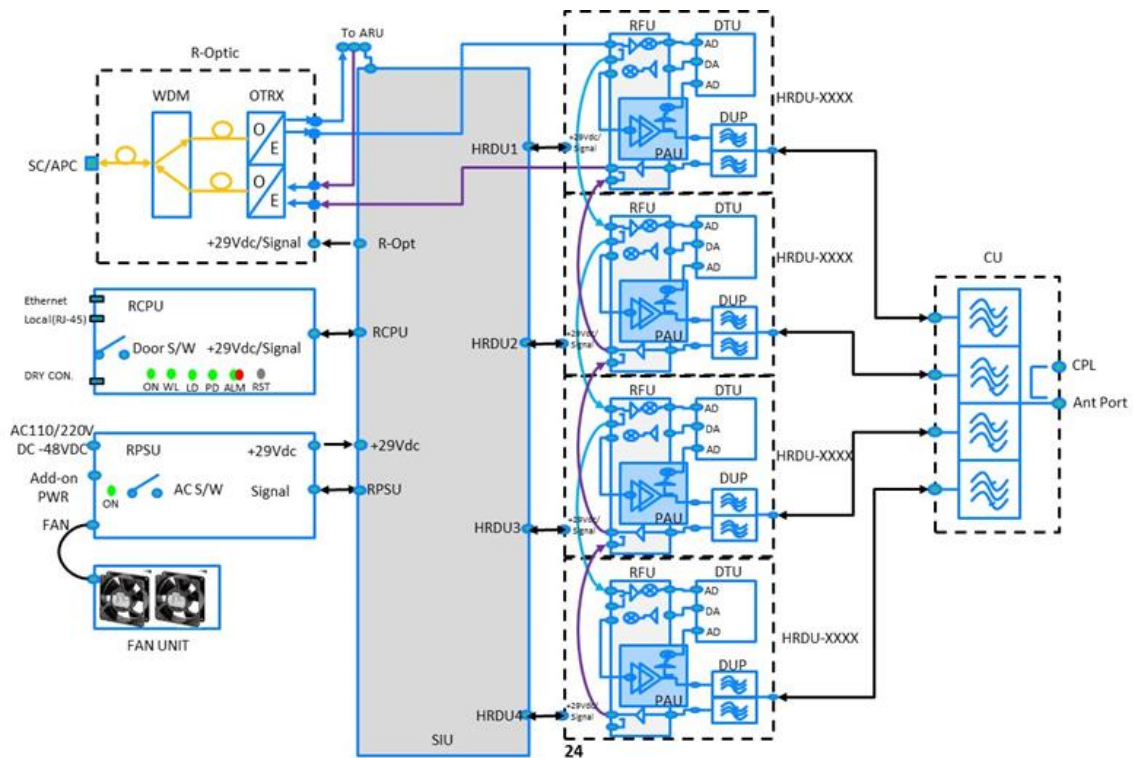 To ARU
R-Optic
WDM
OTRX
O
E
O
E
SC/APC
+29Vdc/Signal
R-Opt
Ethernet
Local(RJ-45)
RCPU
Door S/W
+29Vdc/Signal
DRY CON.
ON WL LD PD ALM RST
RCPU
AC110/220V
DC -48VDC
RPSU
+29Vdc
+29Vdc
Add-on
PWR
ON
AC S/W
Signal
RPSU
FAN
FAN UNIT
SIU
HRDU1
HRDU2
HRDU3
HRDU4
RFU
DTU
AD
DA
AD
HRDU-XXXX
+29Vdc/
Signal
PAU
DUP
RFU
DTU
AD
DA
AD
HRDU-XXXX
+29Vdc/
Signal
PAU
DUP
RFU
DTU
AD
DA
AD
HRDU-XXXX
+29Vdc/
Signal
PAU
DUP
RFU
DTU
AD
DA
AD
HRDU-XXXX
+29Vdc/
Signal
PAU
DUP
CU
CPL
Ant Port
24